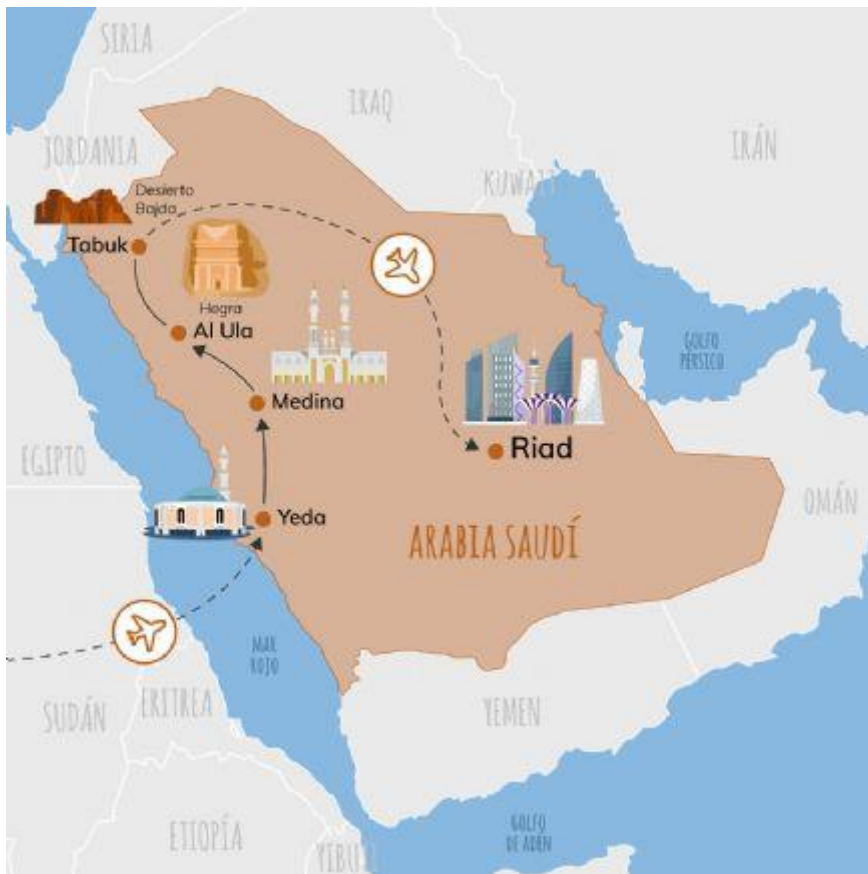 SIRIA
IRAQ
IRÁN
JORDANIA
KUWAIT
Desierto
Bajda
Tabuk
Hegra
Al Ula
GOLFO
PÉRSICO
Medina
Riad
EGIPTO
OMÁN
Yeda
ARABIA SAUDÍ
MAR
ROJO
SUDÁN
ERITREA
YEMEN
ETIOPÍA
GOLFO
DE ADÉN